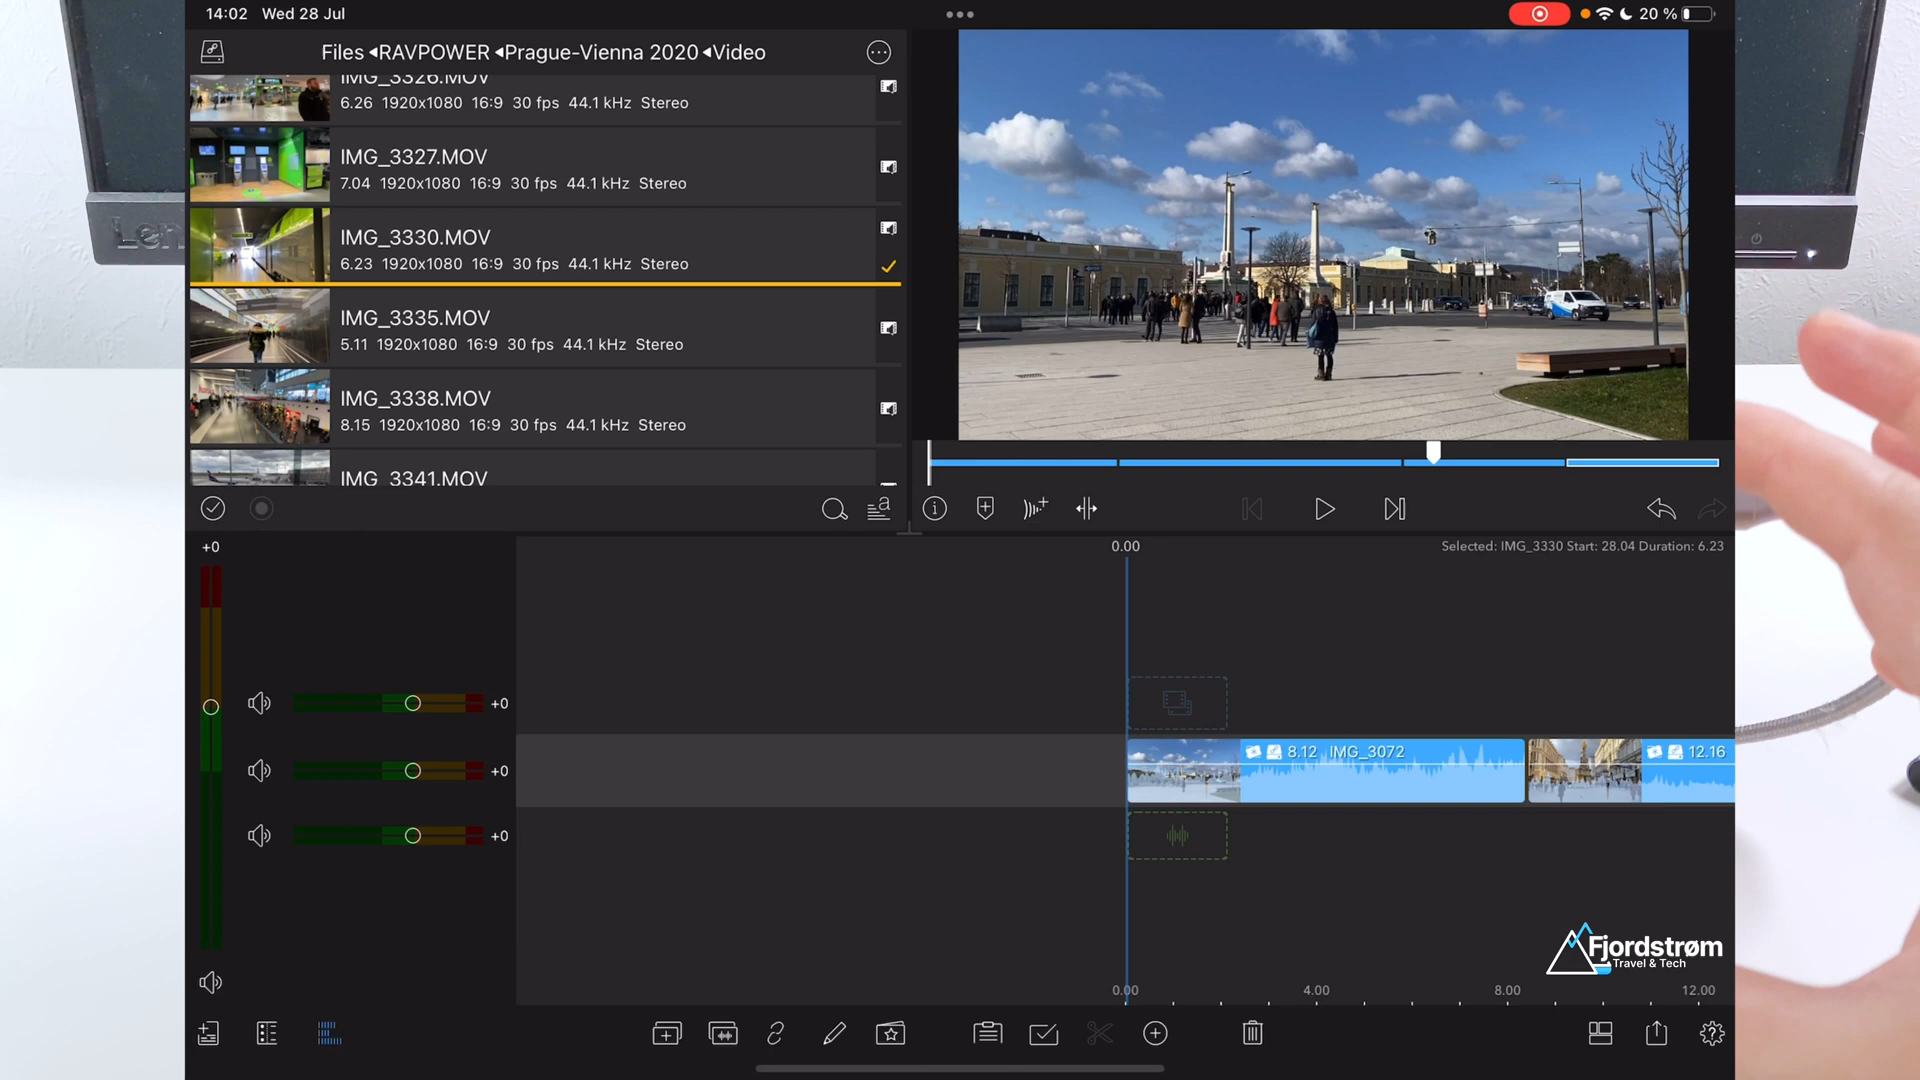 14:02 Wed 28 Jul
20 %
Files ◂RAVPOWER ◂Prague-Vienna 2020 ◂Video
IMG_3326.MOV
6.26 1920x1080 16:9 30 fps 44.1 kHz Stereo
IMG_3327.MOV
7.04 1920x1080 16:9 30 fps 44.1 kHz Stereo
IMG_3330.MOV
6.23 1920x1080 16:9 30 fps 44.1 kHz Stereo
IMG_3335.MOV
5.11 1920x1080 16:9 30 fps 44.1 kHz Stereo
IMG_3338.MOV
8.15 1920x1080 16:9 30 fps 44.1 kHz Stereo
IMG_3341.MOV
Len
+0
0.00
Selected: IMG_3330 Start: 28.04 Duration: 6.23
+0
8.12 IMG_3072
12.16
+0
+0
Fjordstrøm
Travel & Tech
0.00 4.00 8.00 12.00